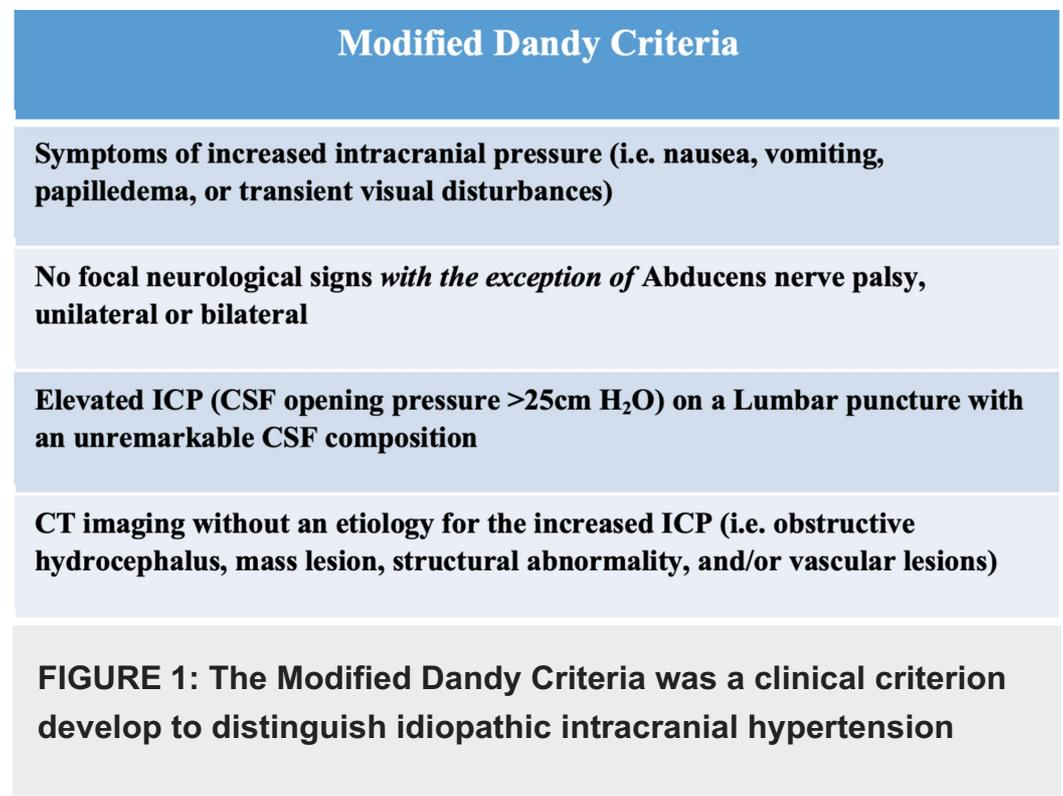 Modified Dandy Criteria
Symptoms of increased intracranial pressure (i.e. nausea, vomiting,
papilledema, or transient visual disturbances)
No focal neurological signs with the exception of Abducens nerve palsy,
unilateral or bilateral
Elevated ICP (CSF opening pressure >25cm H₂O) on a Lumbar puncture with
an unremarkable CSF composition
CT imaging without an etiology for the increased ICP (i.e. obstructive
hydrocephalus, mass lesion, structural abnormality, and/or vascular lesions)
FIGURE 1: The Modified Dandy Criteria was a clinical criterion
develop to distinguish idiopathic intracranial hypertension